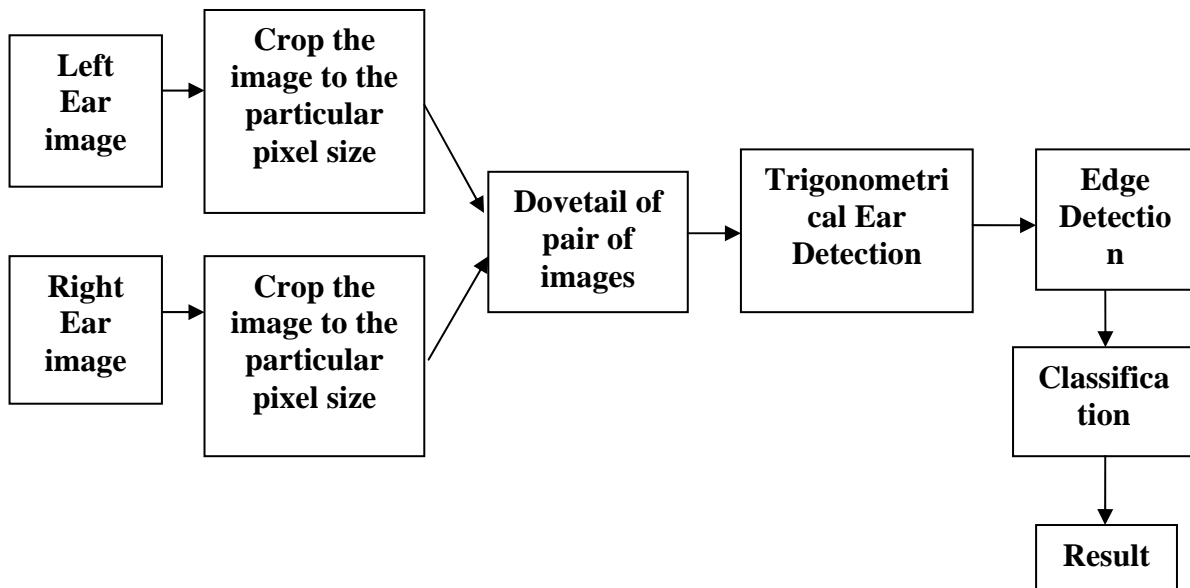 Left
Ear
image
Crop the
image to the
particular
pixel size
Right
Ear
image
Crop the
image to the
particular
pixel size
Dovetail of
pair of
images
Trigonometri
cal Ear
Detection
Edge
Detectio
n
Classifica
tion
Result